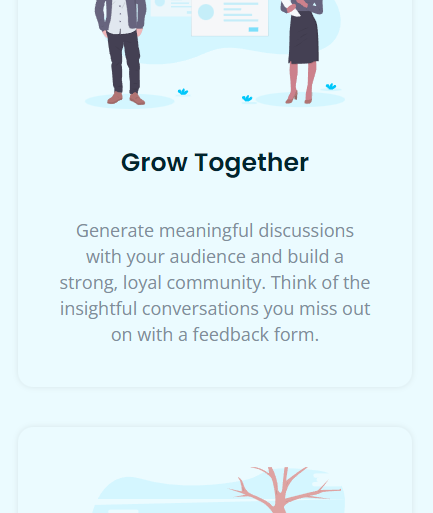 Grow Together
Generate meaningful discussions
with your audience and build a
strong, loyal community. Think of the
insightful conversations you miss out
on with a feedback form.